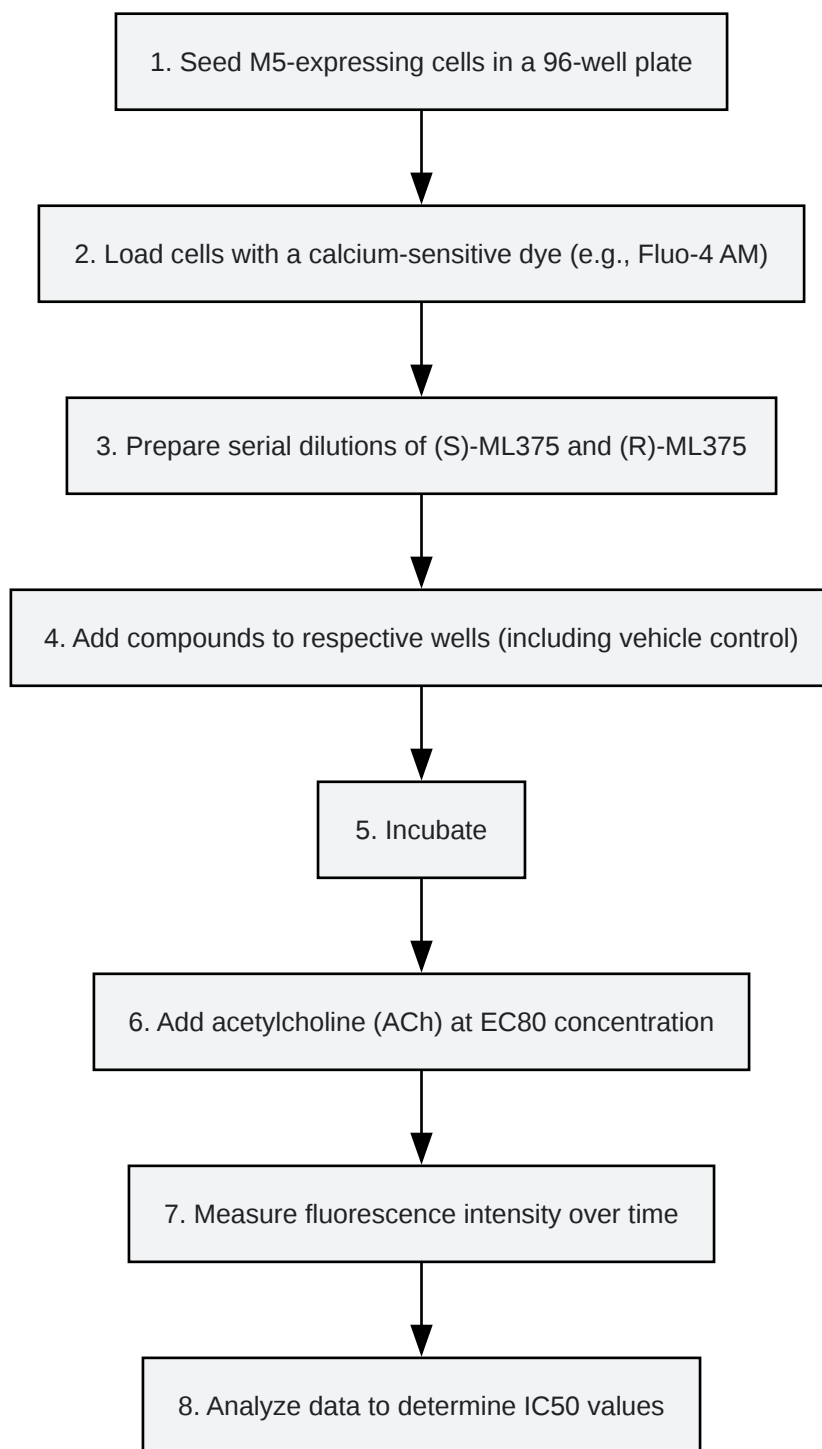 1. Seed M5-expressing cells in a 96-well plate
2. Load cells with a calcium-sensitive dye (e.g., Fluo-4 AM)
3. Prepare serial dilutions of (S)-ML375 and (R)-ML375
4. Add compounds to respective wells (including vehicle control)
5. Incubate
6. Add acetylcholine (ACh) at EC80 concentration
7. Measure fluorescence intensity over time
8. Analyze data to determine IC50 values